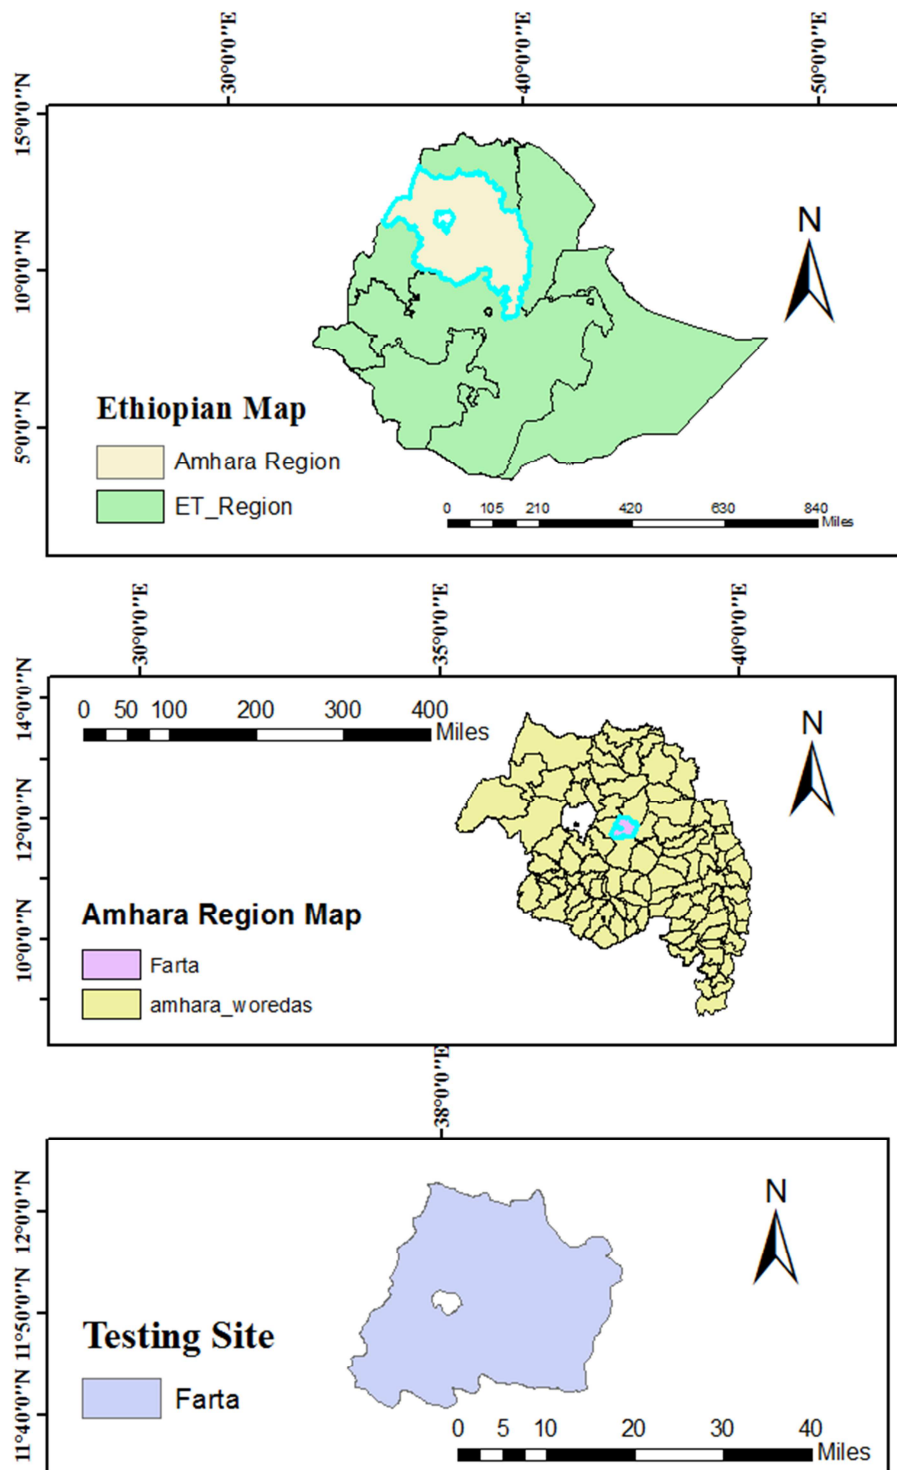 30°0'0"E 40°0'0"E 50°0'0"E
15°0'0"N
10°0'0"N
5°0'0"N
N
Ethiopian Map
Amhara Region
ET_Region
0 105 210 420 630 840
Miles
30°0'0"E 35°0'0"E 40°0'0"E
14°0'0"N
12°0'0"N
10°0'0"N
0 50 100 200 300 400
Miles
N
Amhara Region Map
Farta
amhara_woredas
38°0'0"E
12°0'0"N
11°50'0"N
11°40'0"N
N
Testing Site
Farta
0 5 10 20 30 40
Miles